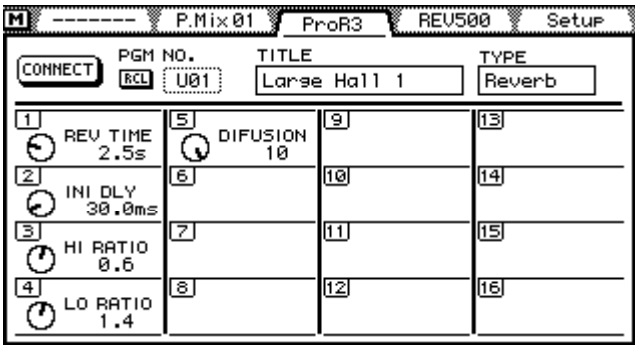 M ------- P.Mix01 ProR3 REV500 Setup
CONNECT PGM NO. TITLE TYPE
RCL U01 Large Hall 1 Reverb
1 REV TIME 2.5s
2 INI DLY 30.0ms
3 HI RATIO 0.6
4 LO RATIO 1.4
5 DIFUSION 10
6
7
8
9
10
11
12
13
14
15
16